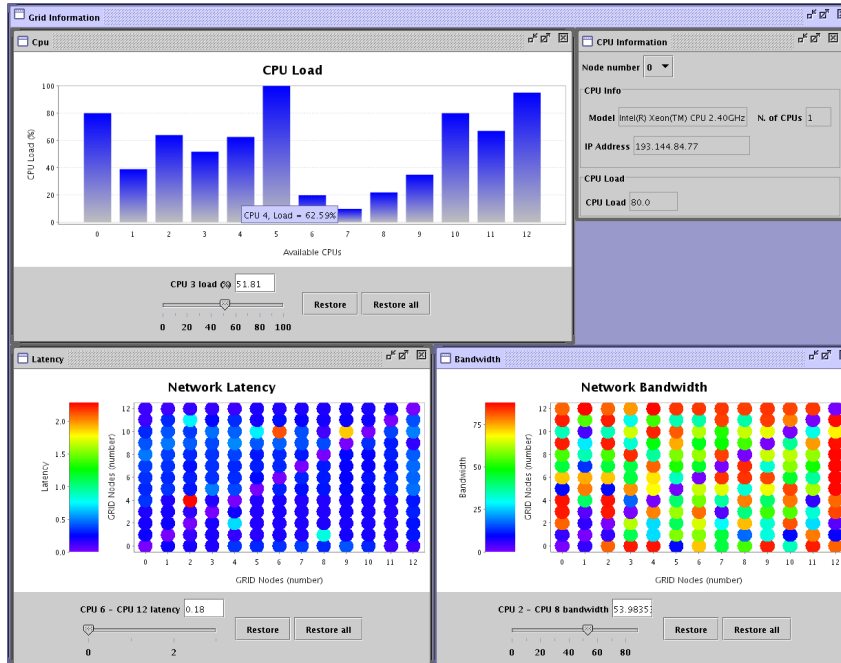 Grid Information
Cpu
CPU Load
100
80
60
40
20
0
CPU Load (%)
CPU 4, Load = 62.59%
0 1 2 3 4 5 6 7 8 9 10 11 12
Available CPUs
CPU 3 load (%) 51.81
Restore Restore all
0 20 40 60 80 100
CPU Information
Node number 0
CPU Info
Model Intel(R) Xeon(TM) CPU 2.40GHz N. of CPUs 1
IP Address 193.144.84.77
CPU Load
CPU Load 80.0
Latency
Network Latency
2.0
1.5
1.0
0.5
0.0
Latency
12
10
8
6
4
2
0
GRID Nodes (number)
0 1 2 3 4 5 6 7 8 9 10 11 12
GRID Nodes (number)
CPU 6 - CPU 12 latency 0.18
Restore Restore all
0 2
Bandwidth
Network Bandwidth
75
50
25
0
Bandwidth
12
10
8
6
4
2
0
GRID Nodes (number)
0 1 2 3 4 5 6 7 8 9 10 11 12
GRID Nodes (number)
CPU 2 - CPU 8 bandwidth 53.9835
Restore Restore all
0 20 40 60 80